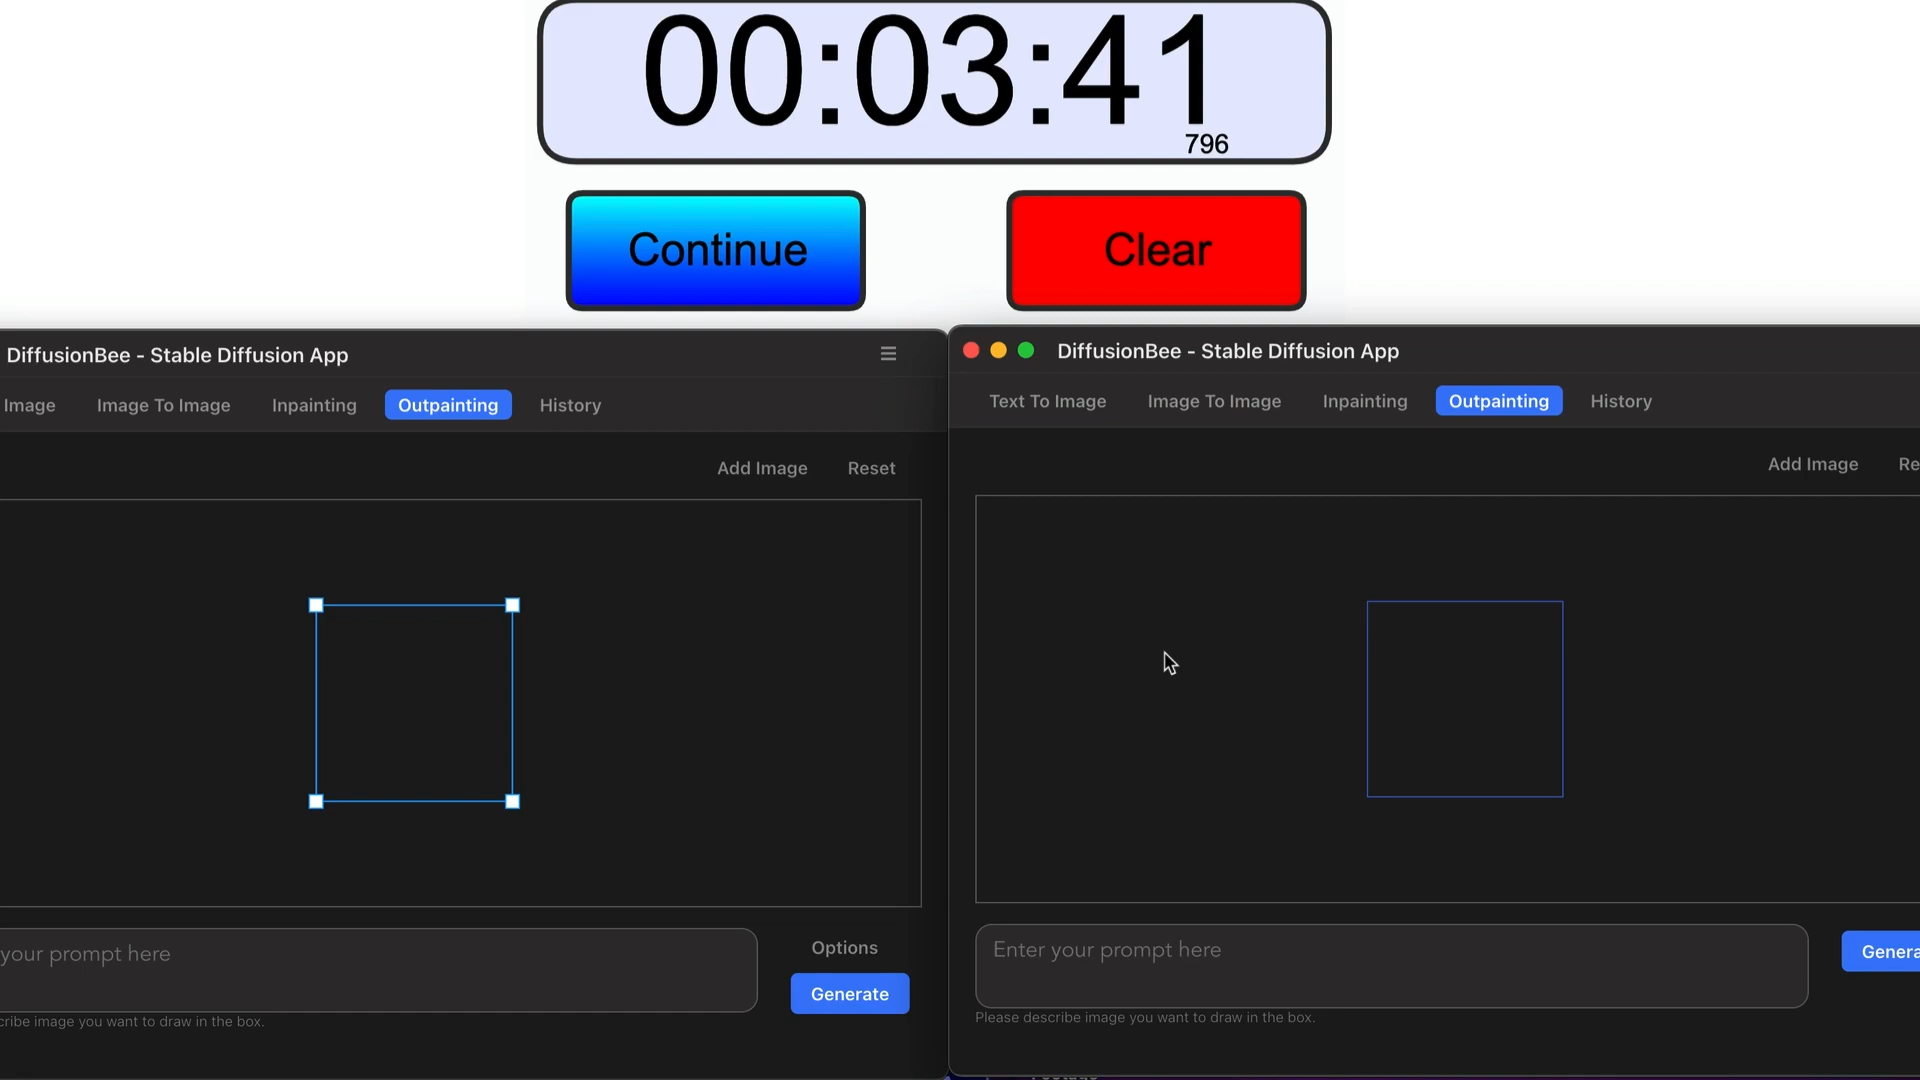 00:03:41
796
Continue
Clear
DiffusionBee - Stable Diffusion App
Image
Image To Image
Inpainting
Outpainting
History
Add Image
Reset
your prompt here
Options
Generate
cribe image you want to draw in the box.
DiffusionBee - Stable Diffusion App
Text To Image
Image To Image
Inpainting
Outpainting
History
Add Image
Re
Enter your prompt here
Genera
Please describe image you want to draw in the box.